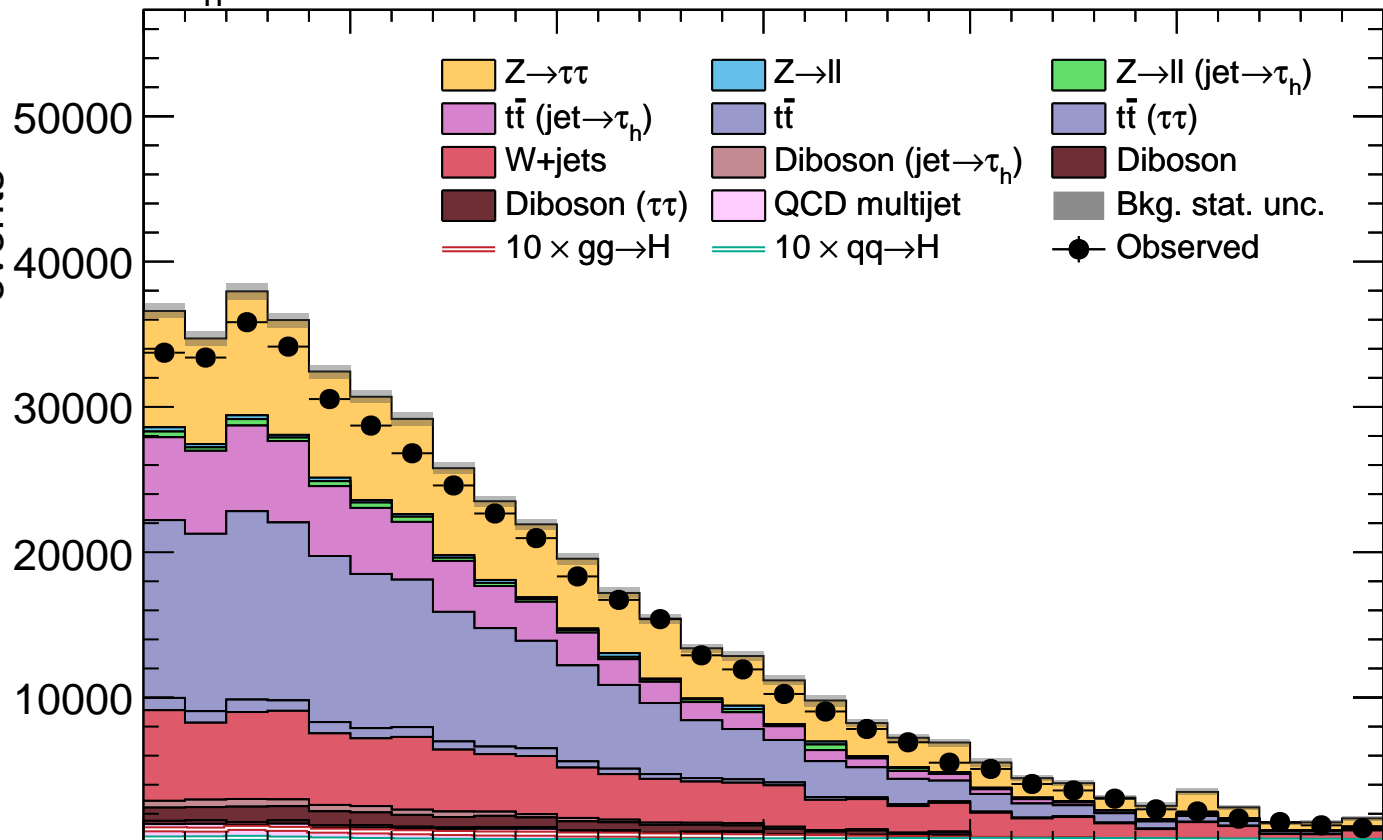 Z→ττ Z→ll Z→ll (jet→τh)
50000
tt̄ (jet→τh) tt̄ tt̄ (ττ)
W+jets Diboson (jet→τh) Diboson
Diboson (ττ) QCD multijet Bkg. stat. unc.
10 × gg→H 10 × qq→H Observed
40000
30000
20000
10000